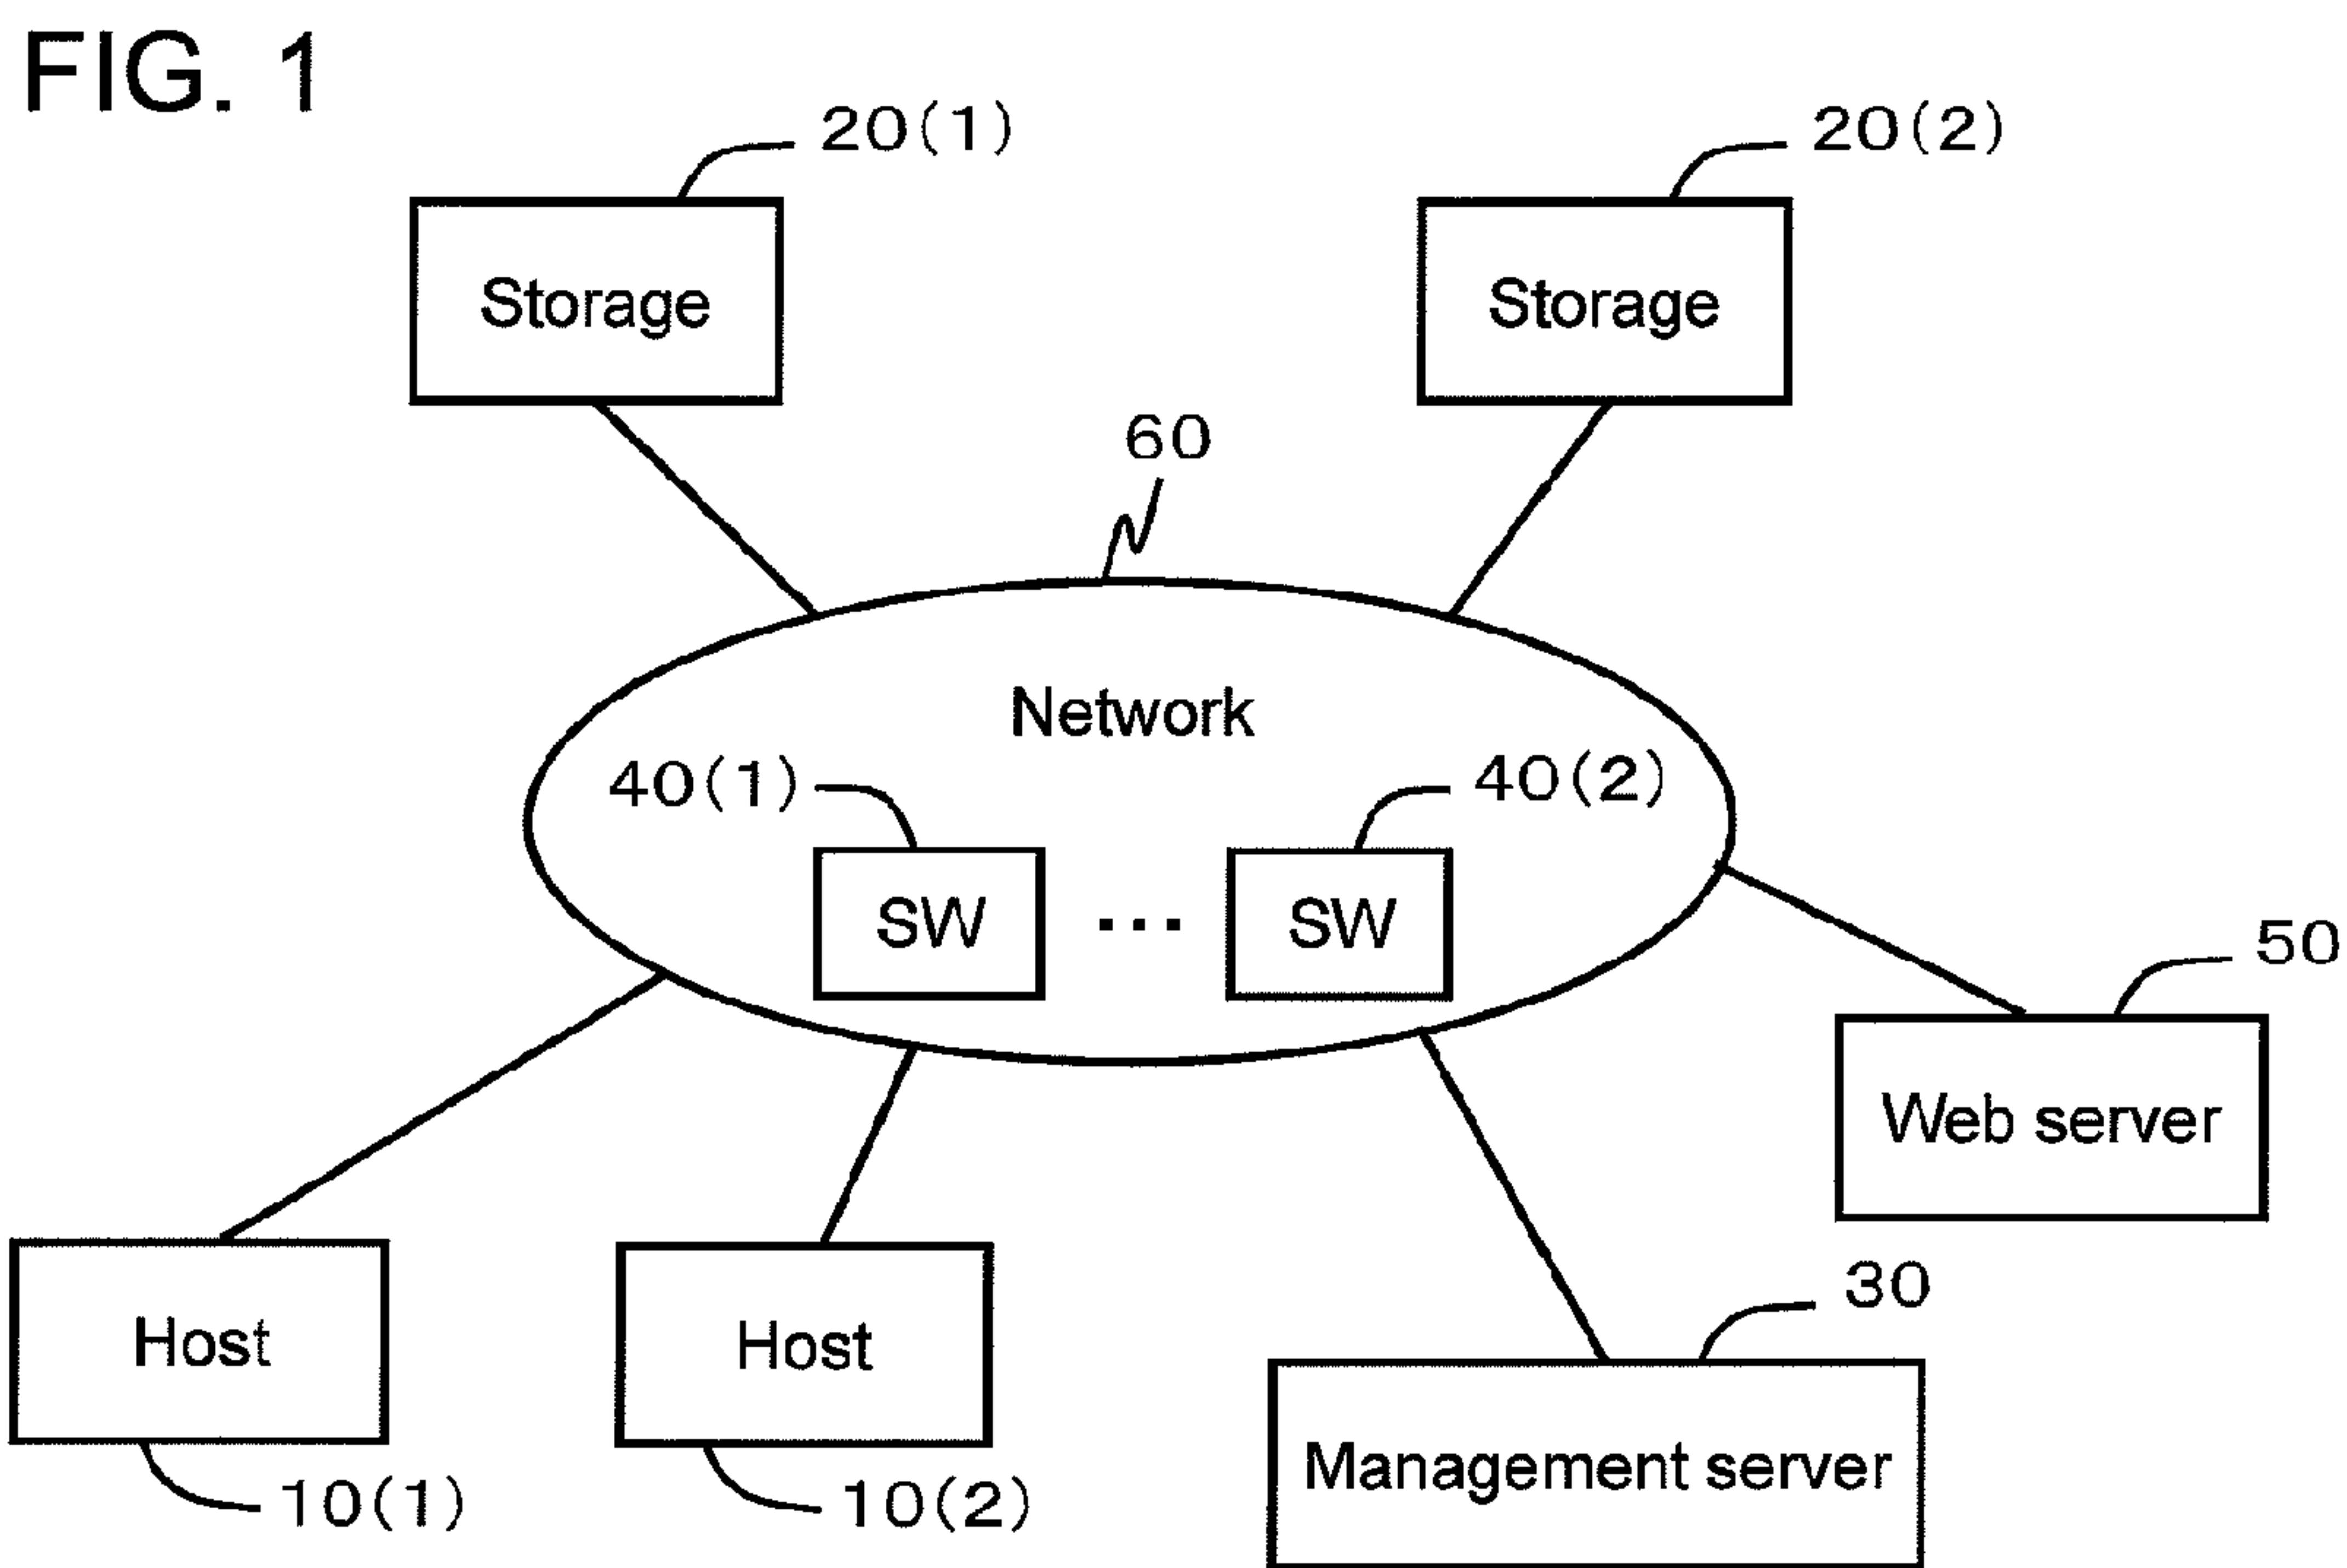 FIG. 1
20(1)
20(2)
Storage
Storage
60
Network
40(1)
40(2)
SW
...
SW
50
Web server
30
Host
Host
Management server
10(1)
10(2)